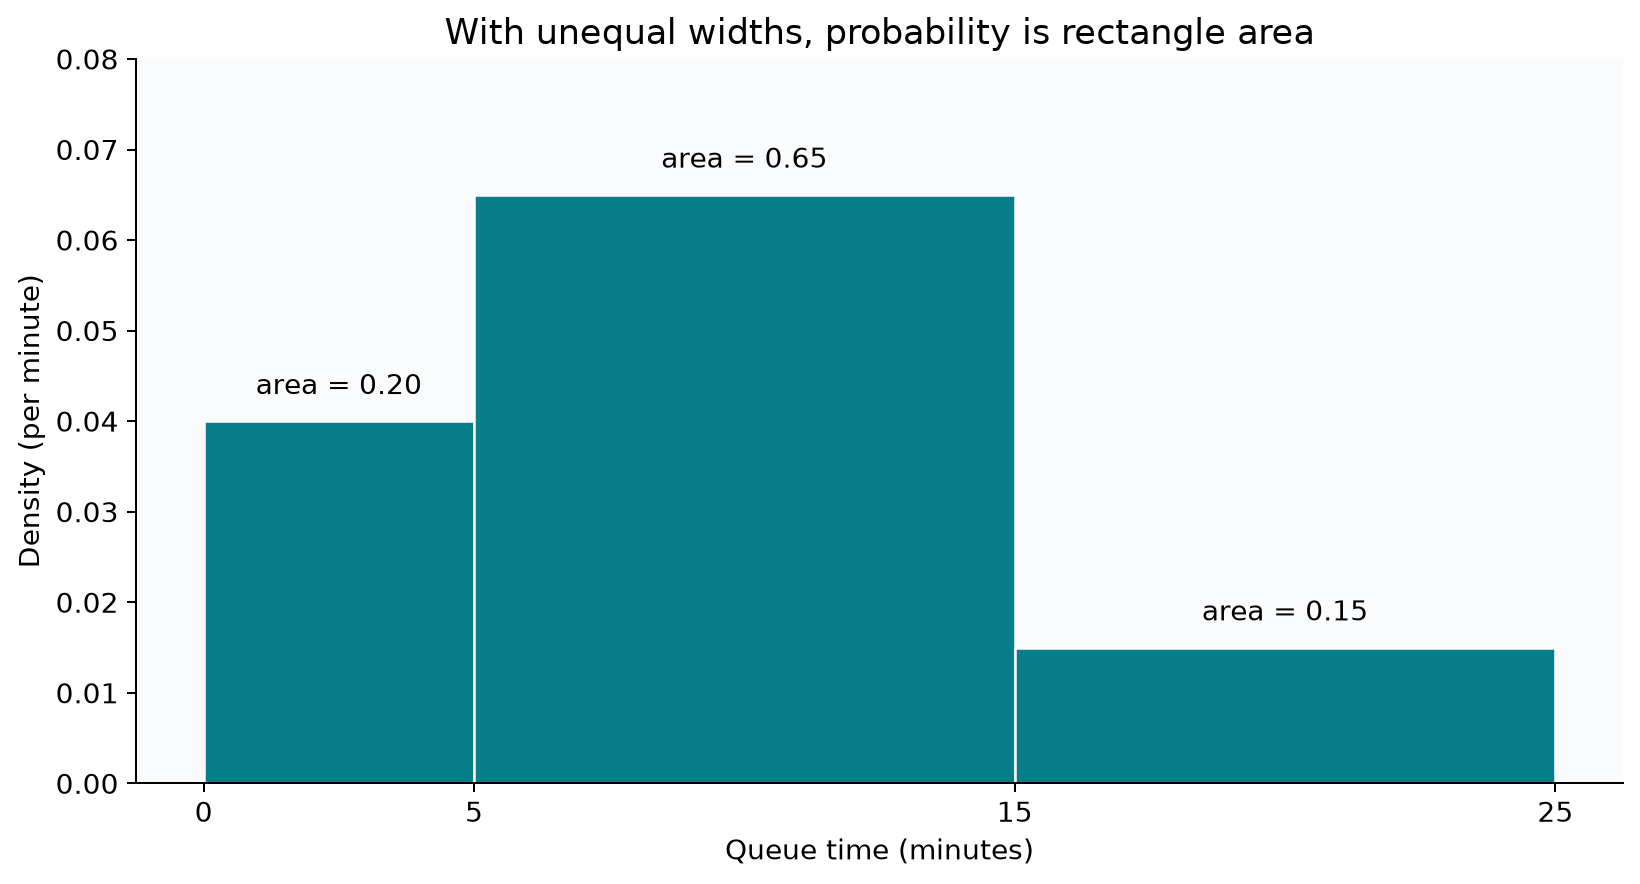 With unequal widths, probability is rectangle area
0.08
0.07
0.06
0.05
0.04
0.03
0.02
0.01
0.00
Density (per minute)
area = 0.20
area = 0.65
area = 0.15
0
5
15
25
Queue time (minutes)